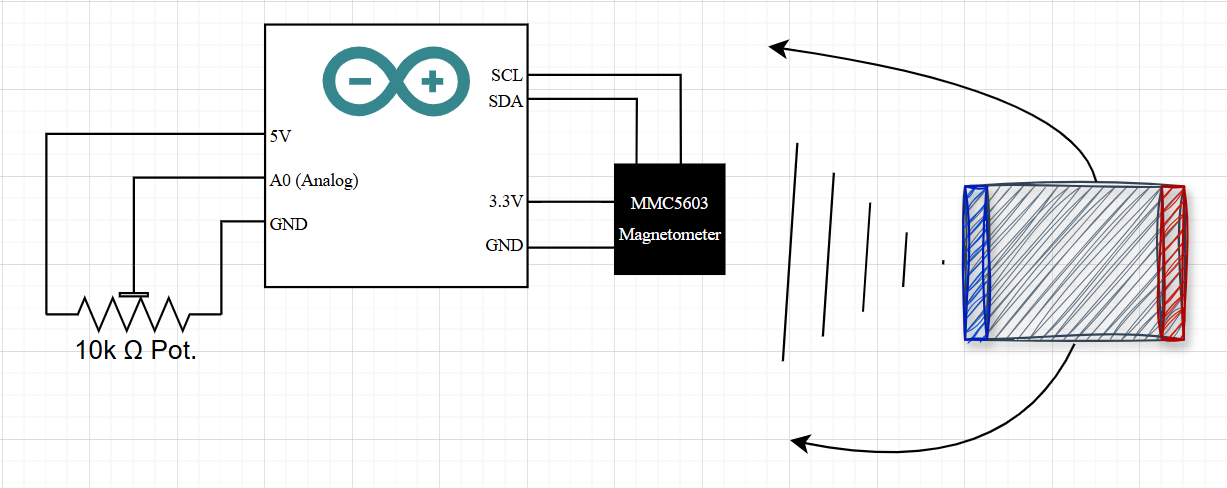 SCL
SDA
5V
A0 (Analog)
3.3V
MMC5603
GND
Magnetometer
GND
10k Ω Pot.